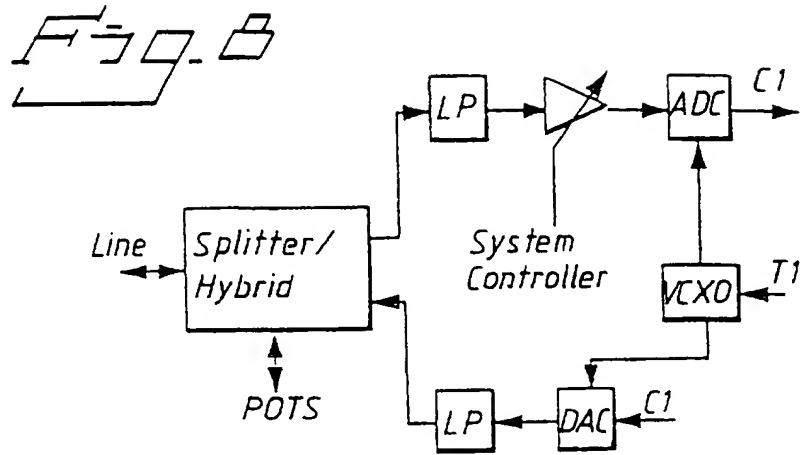 Fig. 8
LP
ADC
C1
Line
Splitter/
Hybrid
System
Controller
VCXO
T1
POTS
LP
DAC
C1